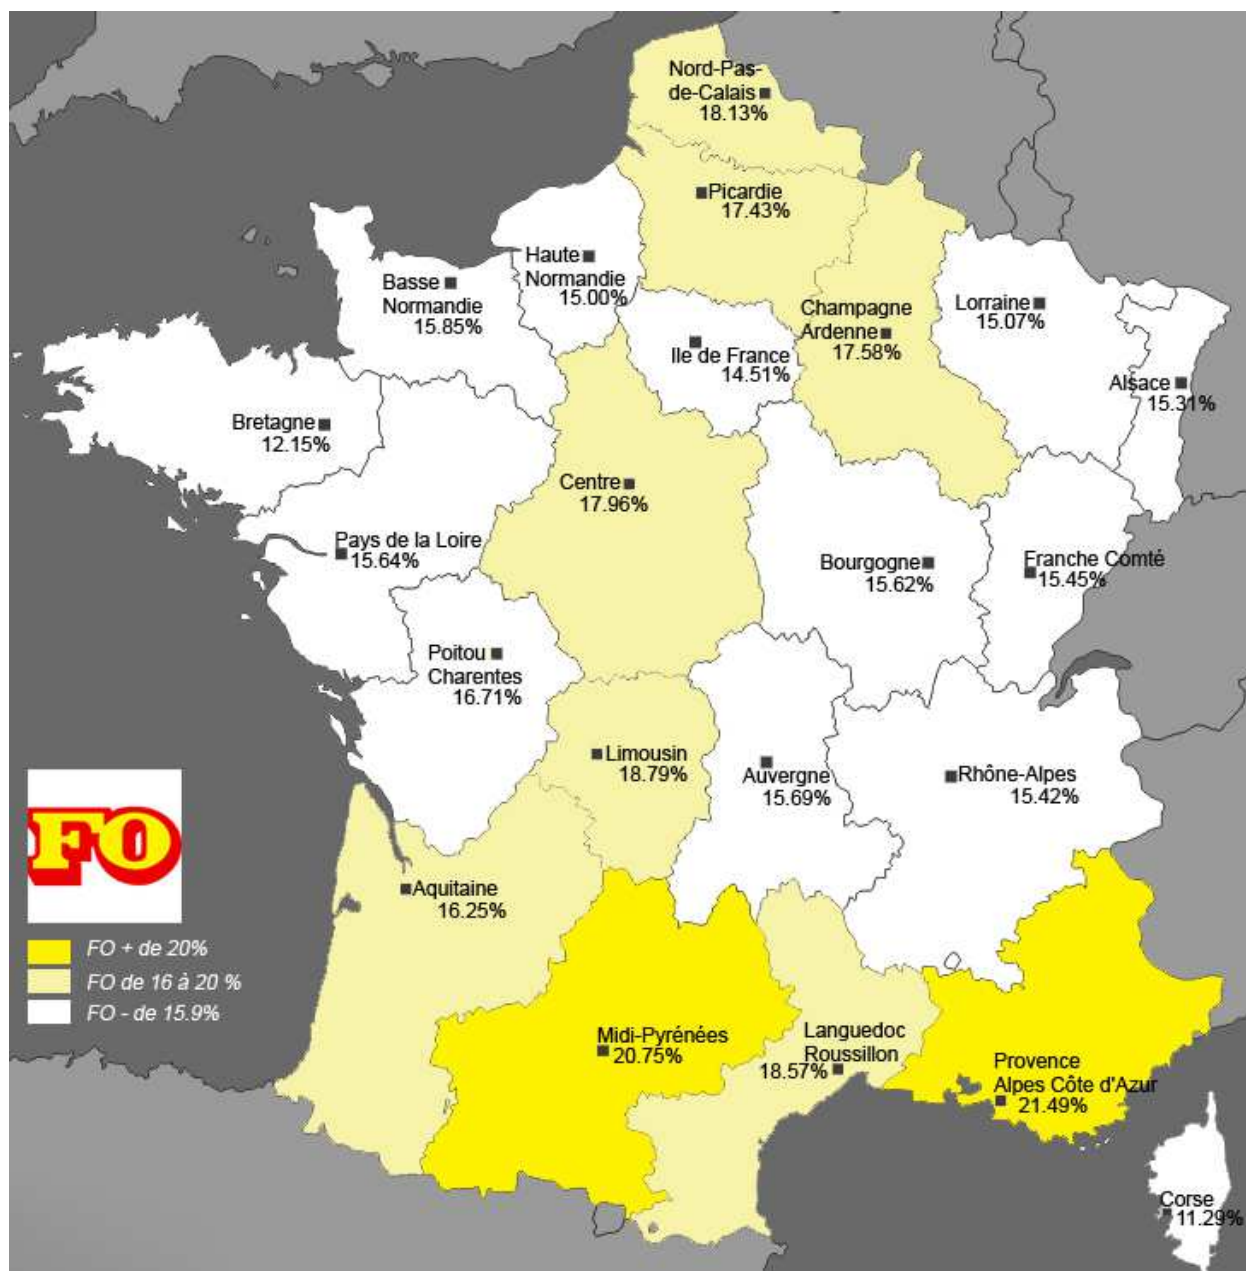 Nord-Pas-
de-Calais
18.13%
Picardie
17.43%
Haute
Normandie
15.00%
Basse
Normandie
15.85%
Champagne
Ardenne
17.58%
Lorraine
15.07%
Ile de France
14.51%
Alsace
15.31%
Bretagne
12.15%
Centre
17.96%
Pays de la Loire
15.64%
Bourgogne
15.62%
Franche Comté
15.45%
Poitou
Charentes
16.71%
Limousin
18.79%
Auvergne
15.69%
Rhône-Alpes
15.42%
FO
Aquitaine
16.25%
FO + de 20%
FO de 16 à 20 %
FO - de 15.9%
Midi-Pyrénées
20.75%
Languedoc
Roussillon
18.57%
Provence
Alpes Côte d'Azur
21.49%
Corse
11.29%